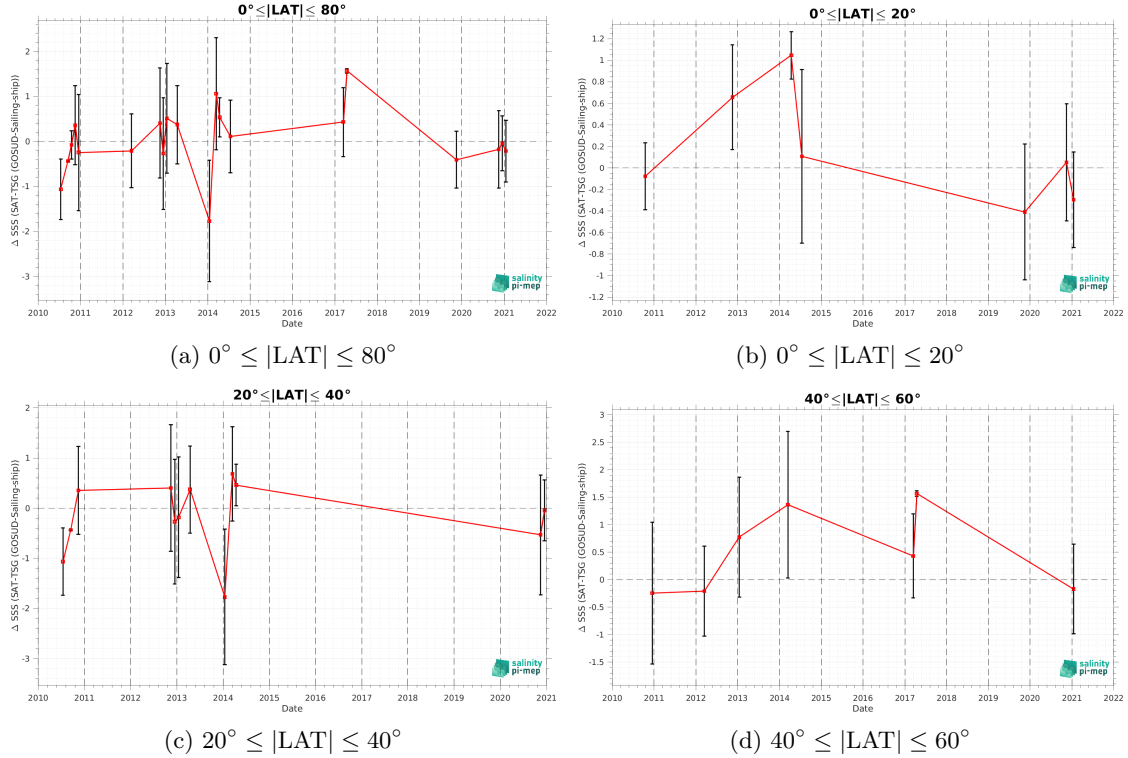 0°≤|LAT|≤ 80°
Δ SSS (SAT-TSG (GOSUD-Sailing-ship))
2
1
0
-1
-2
-3
2010 2011 2012 2013 2014 2015 2016 2017 2018 2019 2020 2021 2022
Date
salinity
pi-mep
(a) 0° ≤ |LAT| ≤ 80°
0°≤|LAT|≤ 20°
Δ SSS (SAT-TSG (GOSUD-Sailing-ship))
1.2
1
0.8
0.6
0.4
0.2
0
-0.2
-0.4
-0.6
-0.8
-1
-1.2
2010 2011 2012 2013 2014 2015 2016 2017 2018 2019 2020 2021 2022
Date
salinity
pi-mep
(b) 0° ≤ |LAT| ≤ 20°
20°≤|LAT|≤ 40°
Δ SSS (SAT-TSG (GOSUD-Sailing-ship))
2
1
0
-1
-2
-3
2010 2011 2012 2013 2014 2015 2016 2017 2018 2019 2020 2021
Date
salinity
pi-mep
(c) 20° ≤ |LAT| ≤ 40°
40°≤|LAT|≤ 60°
Δ SSS (SAT-TSG (GOSUD-Sailing-ship))
3
2.5
2
1.5
1
0.5
0
-0.5
-1
-1.5
2010 2011 2012 2013 2014 2015 2016 2017 2018 2019 2020 2021 2022
Date
salinity
pi-mep
(d) 40° ≤ |LAT| ≤ 60°